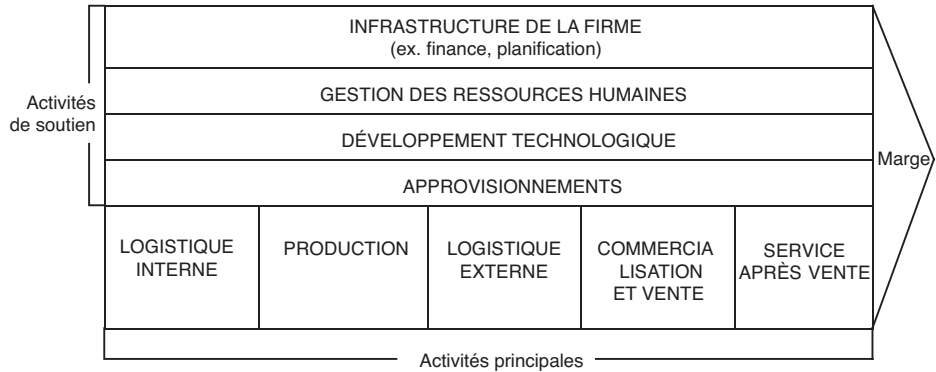 INFRASTRUCTURE DE LA FIRME
(ex. finance, planification)
GESTION DES RESSOURCES HUMAINES
Activités
de soutien
DÉVELOPPEMENT TECHNOLOGIQUE
Marge
APPROVISIONNEMENTS
LOGISTIQUE
INTERNE
PRODUCTION
LOGISTIQUE
EXTERNE
COMMERCIA
LISATION
ET VENTE
SERVICE
APRÈS VENTE
Activités principales